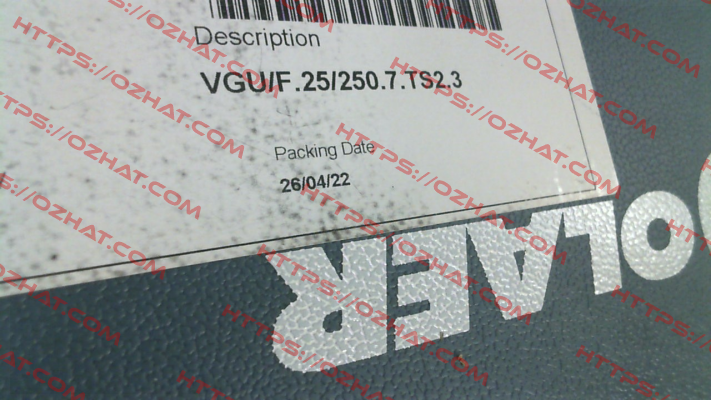 Description
VGU/F.25/250.7.TS2.3
Packing Date
26/04/22
OLAER
HTTPS://OZHAT.COM